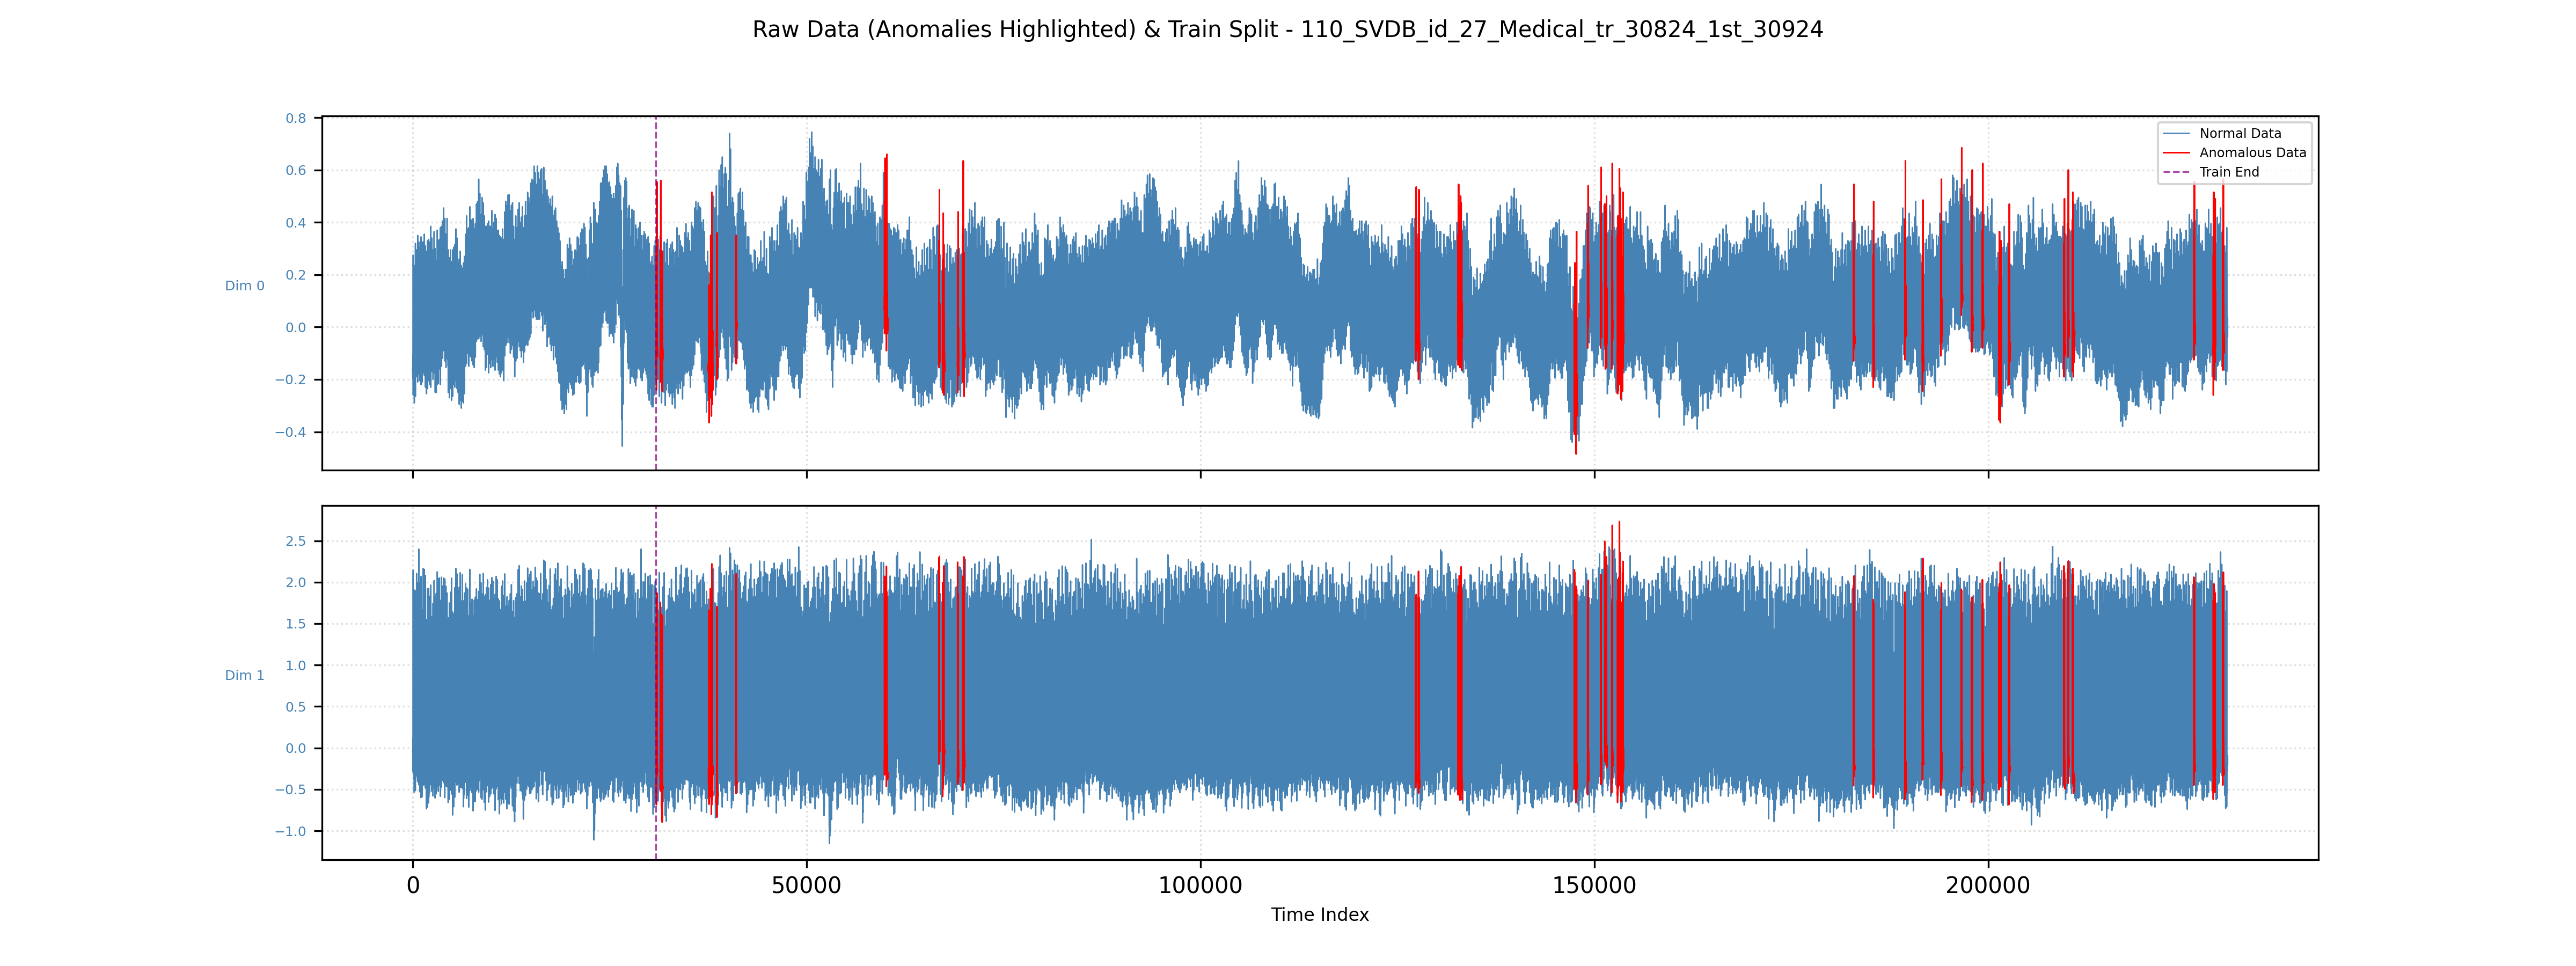 Raw Data (Anomalies Highlighted) & Train Split - 110_SVDB_id_27_Medical_tr_30824_1st_30924
0.8
0.6
0.4
0.2
0.0
−0.2
−0.4
Dim 0
Normal Data
Anomalous Data
Train End
2.5
2.0
1.5
1.0
0.5
0.0
−0.5
−1.0
Dim 1
0 50000 100000 150000 200000
Time Index